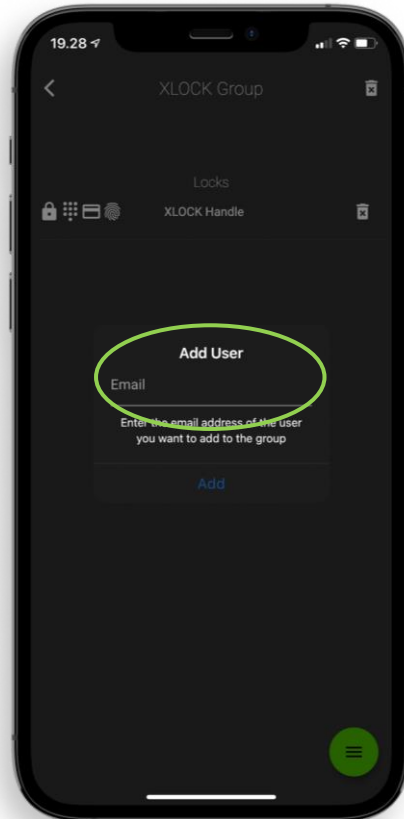 19.28
XLOCK Group
Locks
XLOCK Handle
Add User
Email
Enter the email address of the user
you want to add to the group
Add